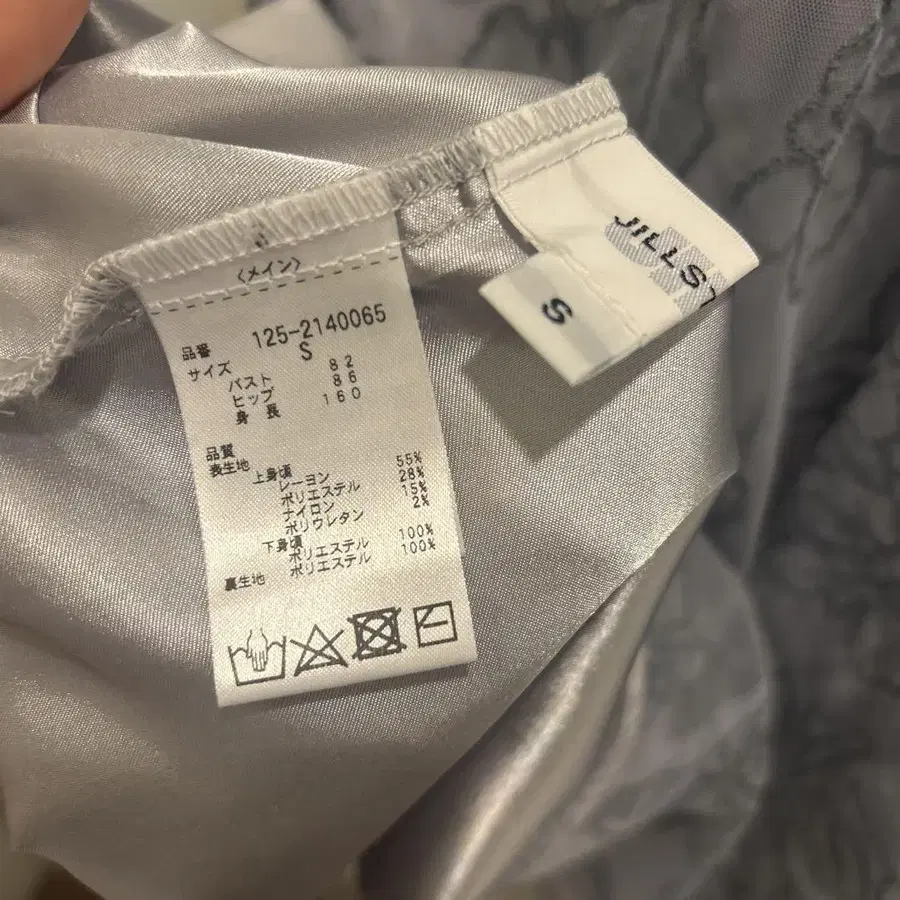 〈メイン〉
品番 125-2140065
サイズ S
バスト 82
ヒップ 86
身長 160
品質
表生地
上身頃
レーヨン 55%
ポリエステル 28%
ナイロン 15%
ポリウレタン 2%
下身頃
ポリエステル 100%
裏生地 ポリエステル 100%
JILLS
S